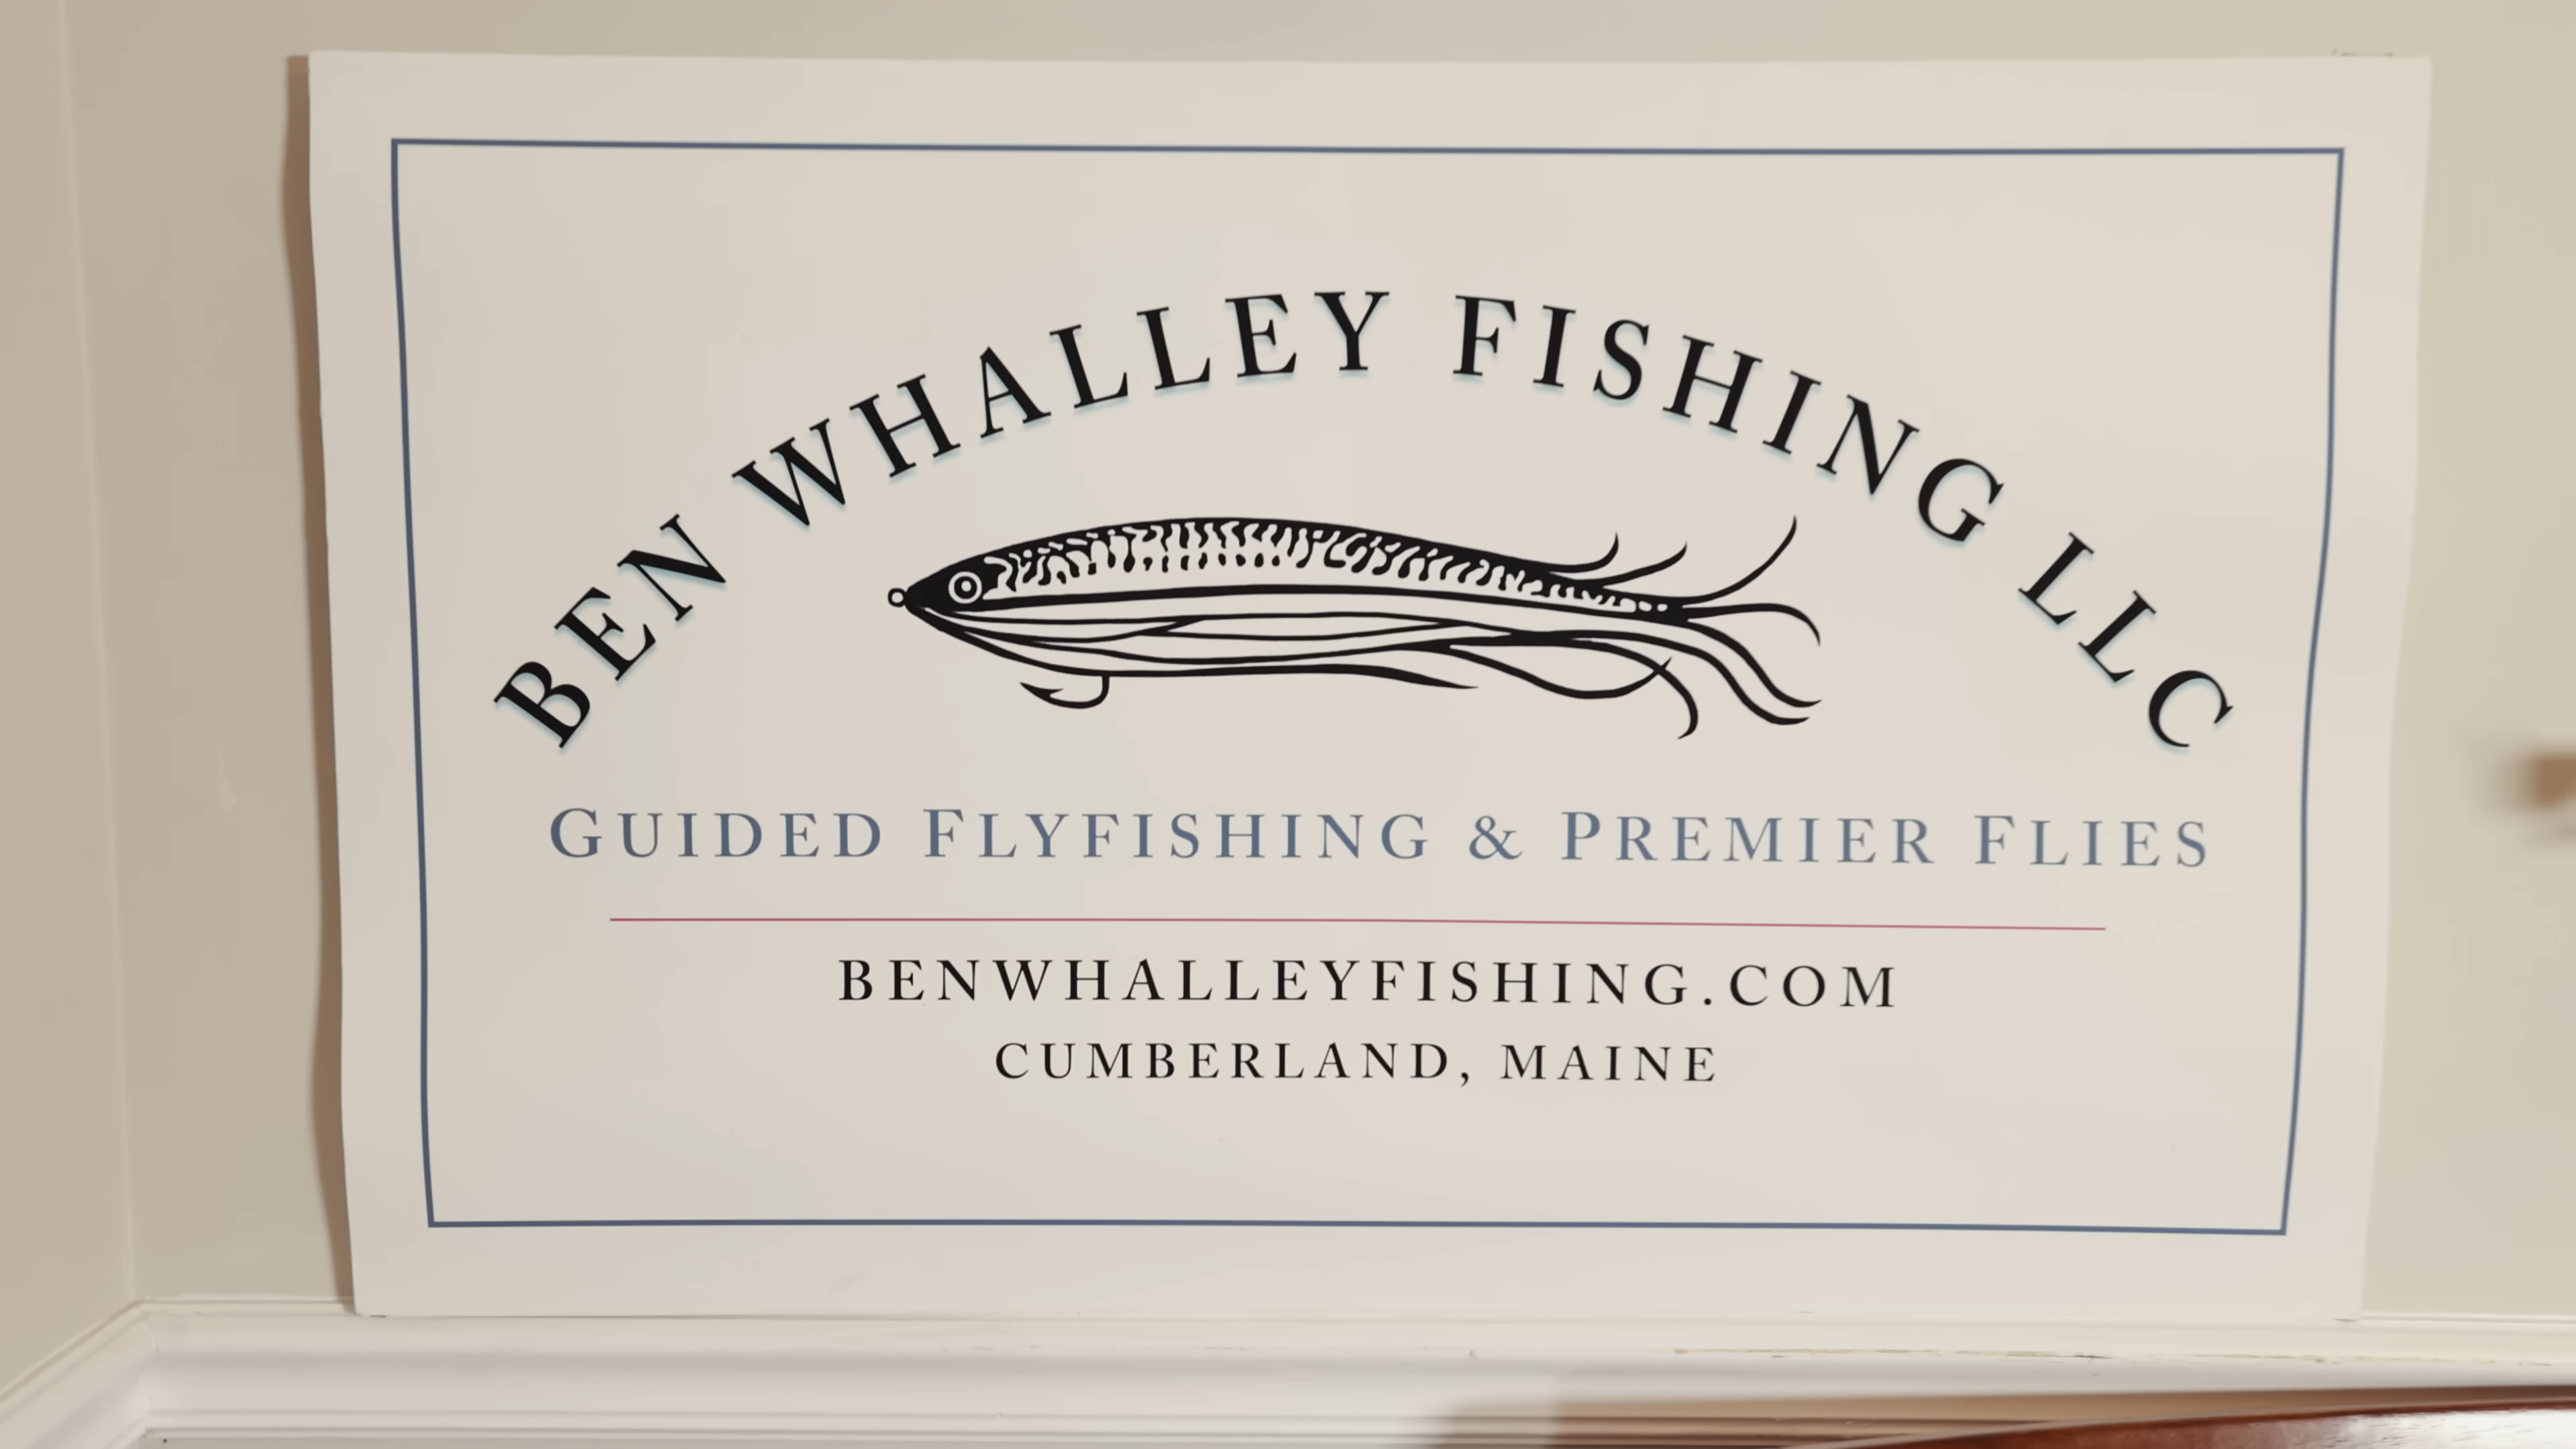 BEN WHALLEY FISHING LLC
GUIDED FLYFISHING & PREMIER FLIES
BENWHALLEYFISHING.COM
CUMBERLAND, MAINE